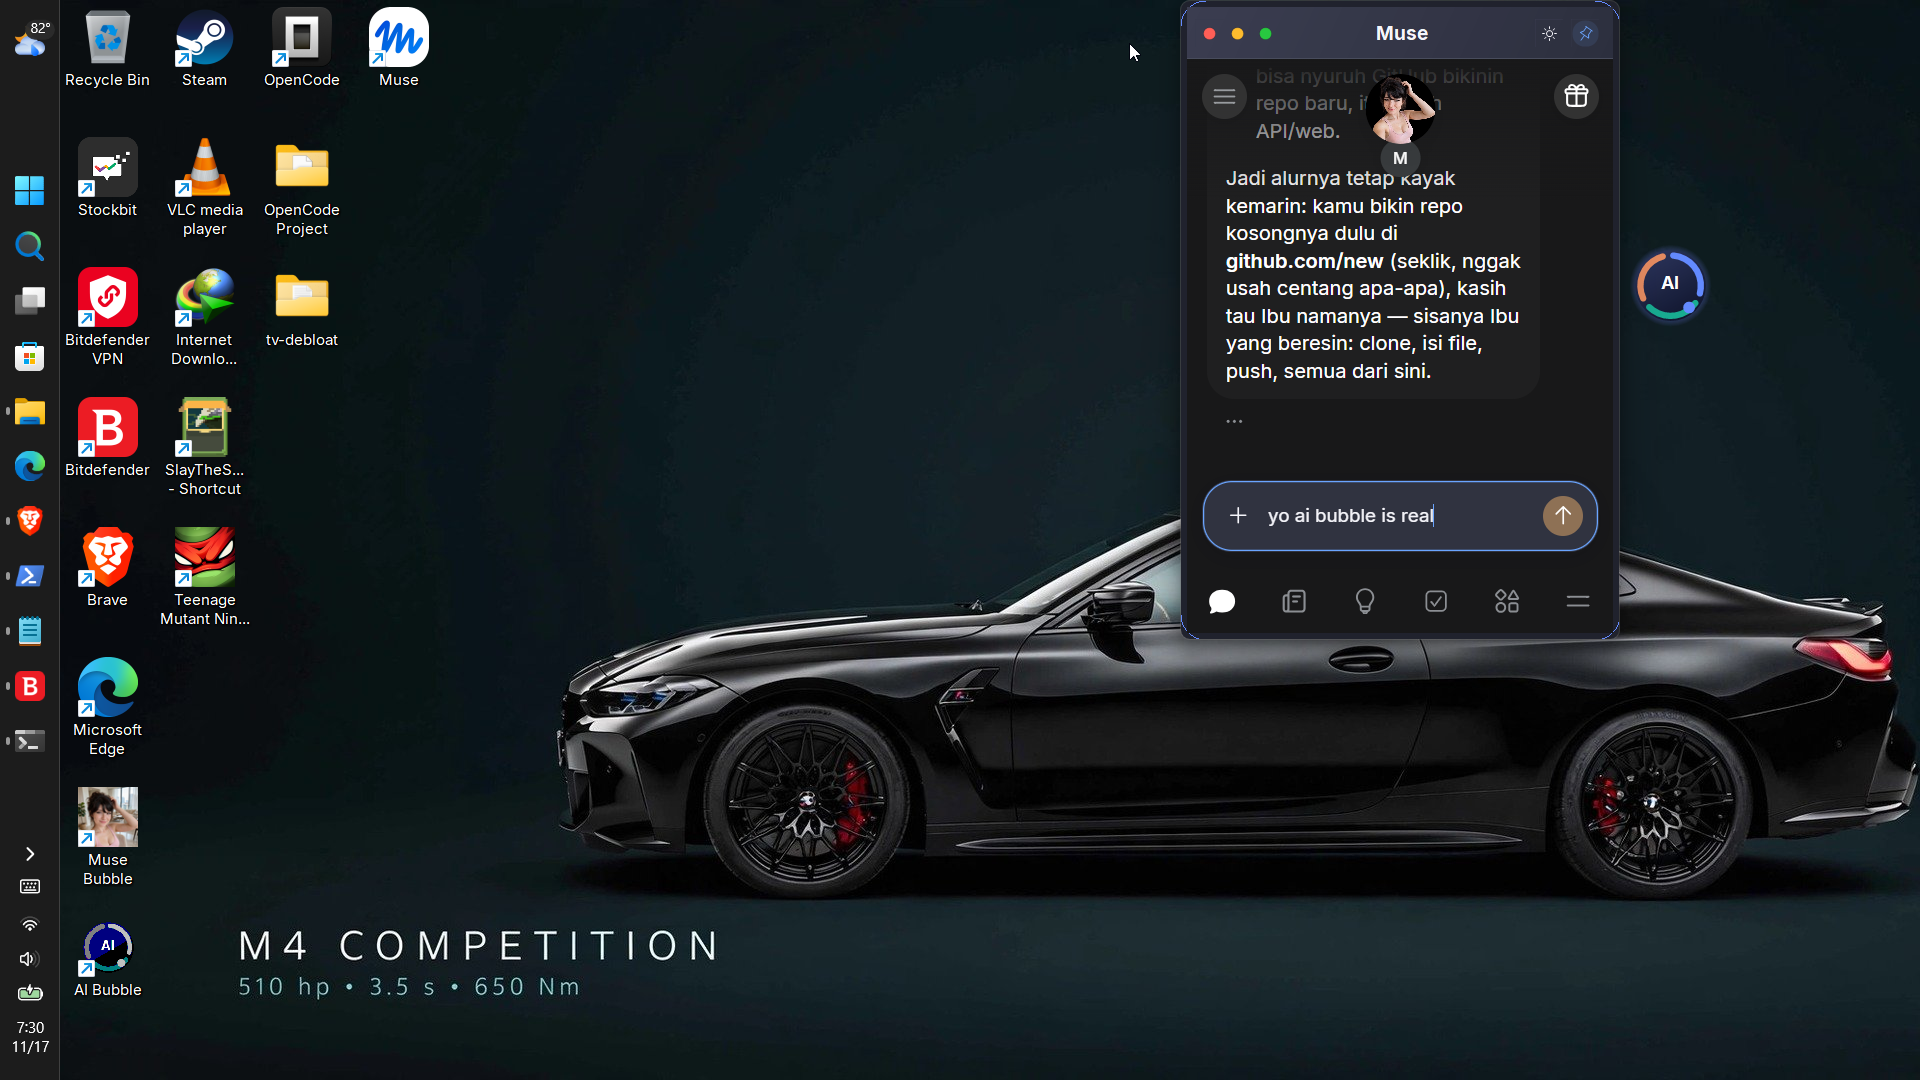 82°
Recycle Bin
Steam
OpenCode
Muse
Stockbit
VLC media
player
OpenCode
Project
Bitdefender
VPN
Internet
Downlo...
tv-debloat
Bitdefender
SlayTheS...
- Shortcut
Brave
Teenage
Mutant Nin...
Microsoft
Edge
Muse
Bubble
AI
AI Bubble
7:30
11/17
M4 COMPETITION
510 hp • 3.5 s • 650 Nm
Muse
bisa nyuruh GitHub bikinin
repo baru,
API/web.
M
Jadi alurnya tetap kayak
kemarin: kamu bikin repo
kosongnya dulu di
github.com/new (seklik, nggak
usah centang apa-apa), kasih
tau Ibu namanya — sisanya Ibu
yang beresin: clone, isi file,
push, semua dari sini.
...
yo ai bubble is real
AI